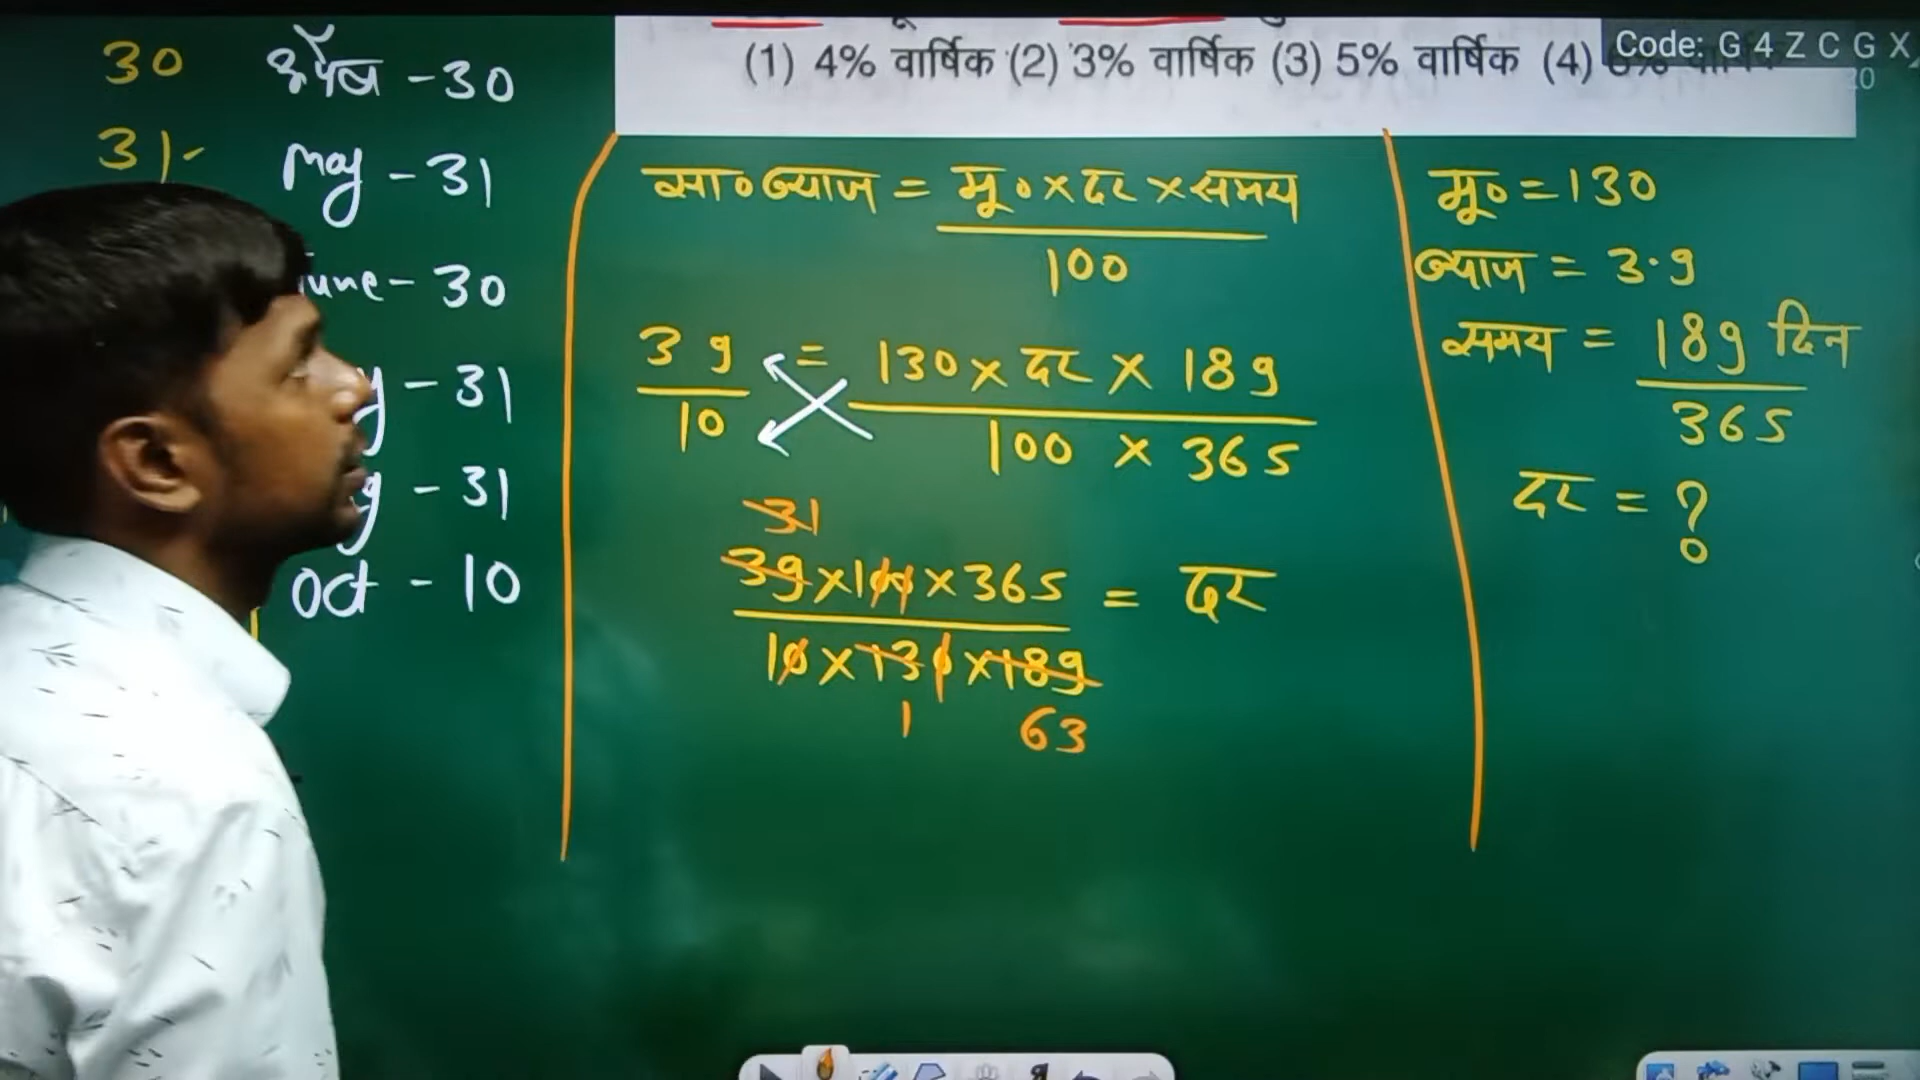 (1) 4% वार्षिक (2) 3% वार्षिक (3) 5% वार्षिक (4) 6%
Code: G 4 Z C G X
30
31-
अप्रैल - 30
May - 31
June - 30
y - 31
g - 31
Oct - 10
सा० ब्याज = मू० × दर × समय
100
39 = 130 × दर × 189
10 100 × 365
31
39 × 100 × 365 = दर
10 × 130 × 189
1 63
मू० = 130
ब्याज = 3.9
समय = 189 दिन
365
दर = ?